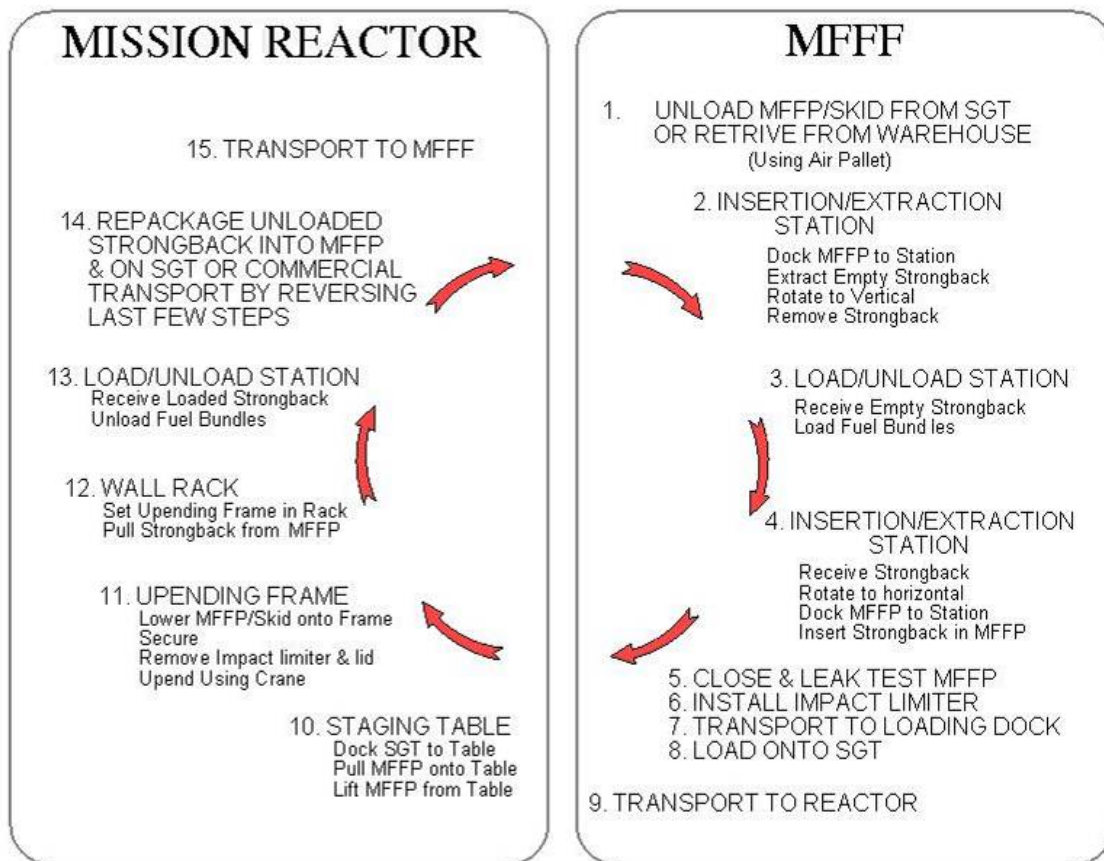 MISSION REACTOR
15. TRANSPORT TO MFFF
14. REPACKAGE UNLOADED
STRONGBACK INTO MFFP
& ON SGT OR COMMERCIAL
TRANSPORT BY REVERSING
LAST FEW STEPS
13. LOAD/UNLOAD STATION
Receive Loaded Strongback
Unload Fuel Bundles
12. WALL RACK
Set Upending Frame in Rack
Pull Strongback from MFFP
11. UPENDING FRAME
Lower MFFP/Skid onto Frame
Secure
Remove Impact limiter & lid
Upend Using Crane
10. STAGING TABLE
Dock SGT to Table
Pull MFFP onto Table
Lift MFFP from Table
MFFF
1. UNLOAD MFFP/SKID FROM SGT
OR RETRIVE FROM WAREHOUSE
(Using Air Pallet)
2. INSERTION/EXTRACTION
STATION
Dock MFFP to Station
Extract Empty Strongback
Rotate to Vertical
Remove Strongback
3. LOAD/UNLOAD STATION
Receive Empty Strongback
Load Fuel Bundles
4. INSERTION/EXTRACTION
STATION
Receive Strongback
Rotate to horizontal
Dock MFFP to Station
Insert Strongback in MFFP
5. CLOSE & LEAK TEST MFFP
6. INSTALL IMPACT LIMITER
7. TRANSPORT TO LOADING DOCK
8. LOAD ONTO SGT
9. TRANSPORT TO REACTOR